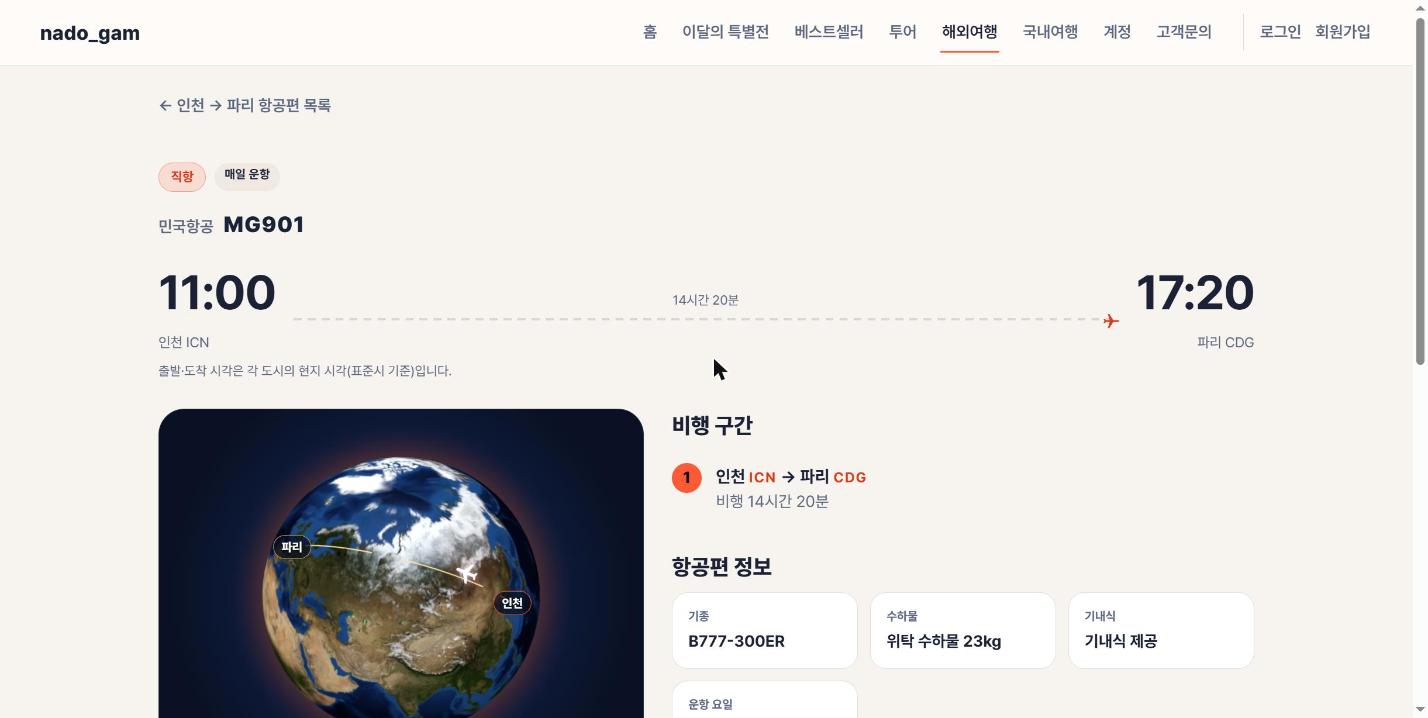 nado_gam
홈 이달의 특별전 베스트셀러 투어 해외여행 국내여행 계정 고객문의 로그인 회원가입
← 인천 → 파리 항공편 목록
직항 매일 운항
민국항공 MG901
11:00 14시간 20분 17:20
인천 ICN 파리 CDG
출발·도착 시각은 각 도시의 현지 시각(표준시 기준)입니다.
파리
인천
비행 구간
1 인천 ICN → 파리 CDG
비행 14시간 20분
항공편 정보
기종
B777-300ER
수하물
위탁 수하물 23kg
기내식
기내식 제공
운항 요일